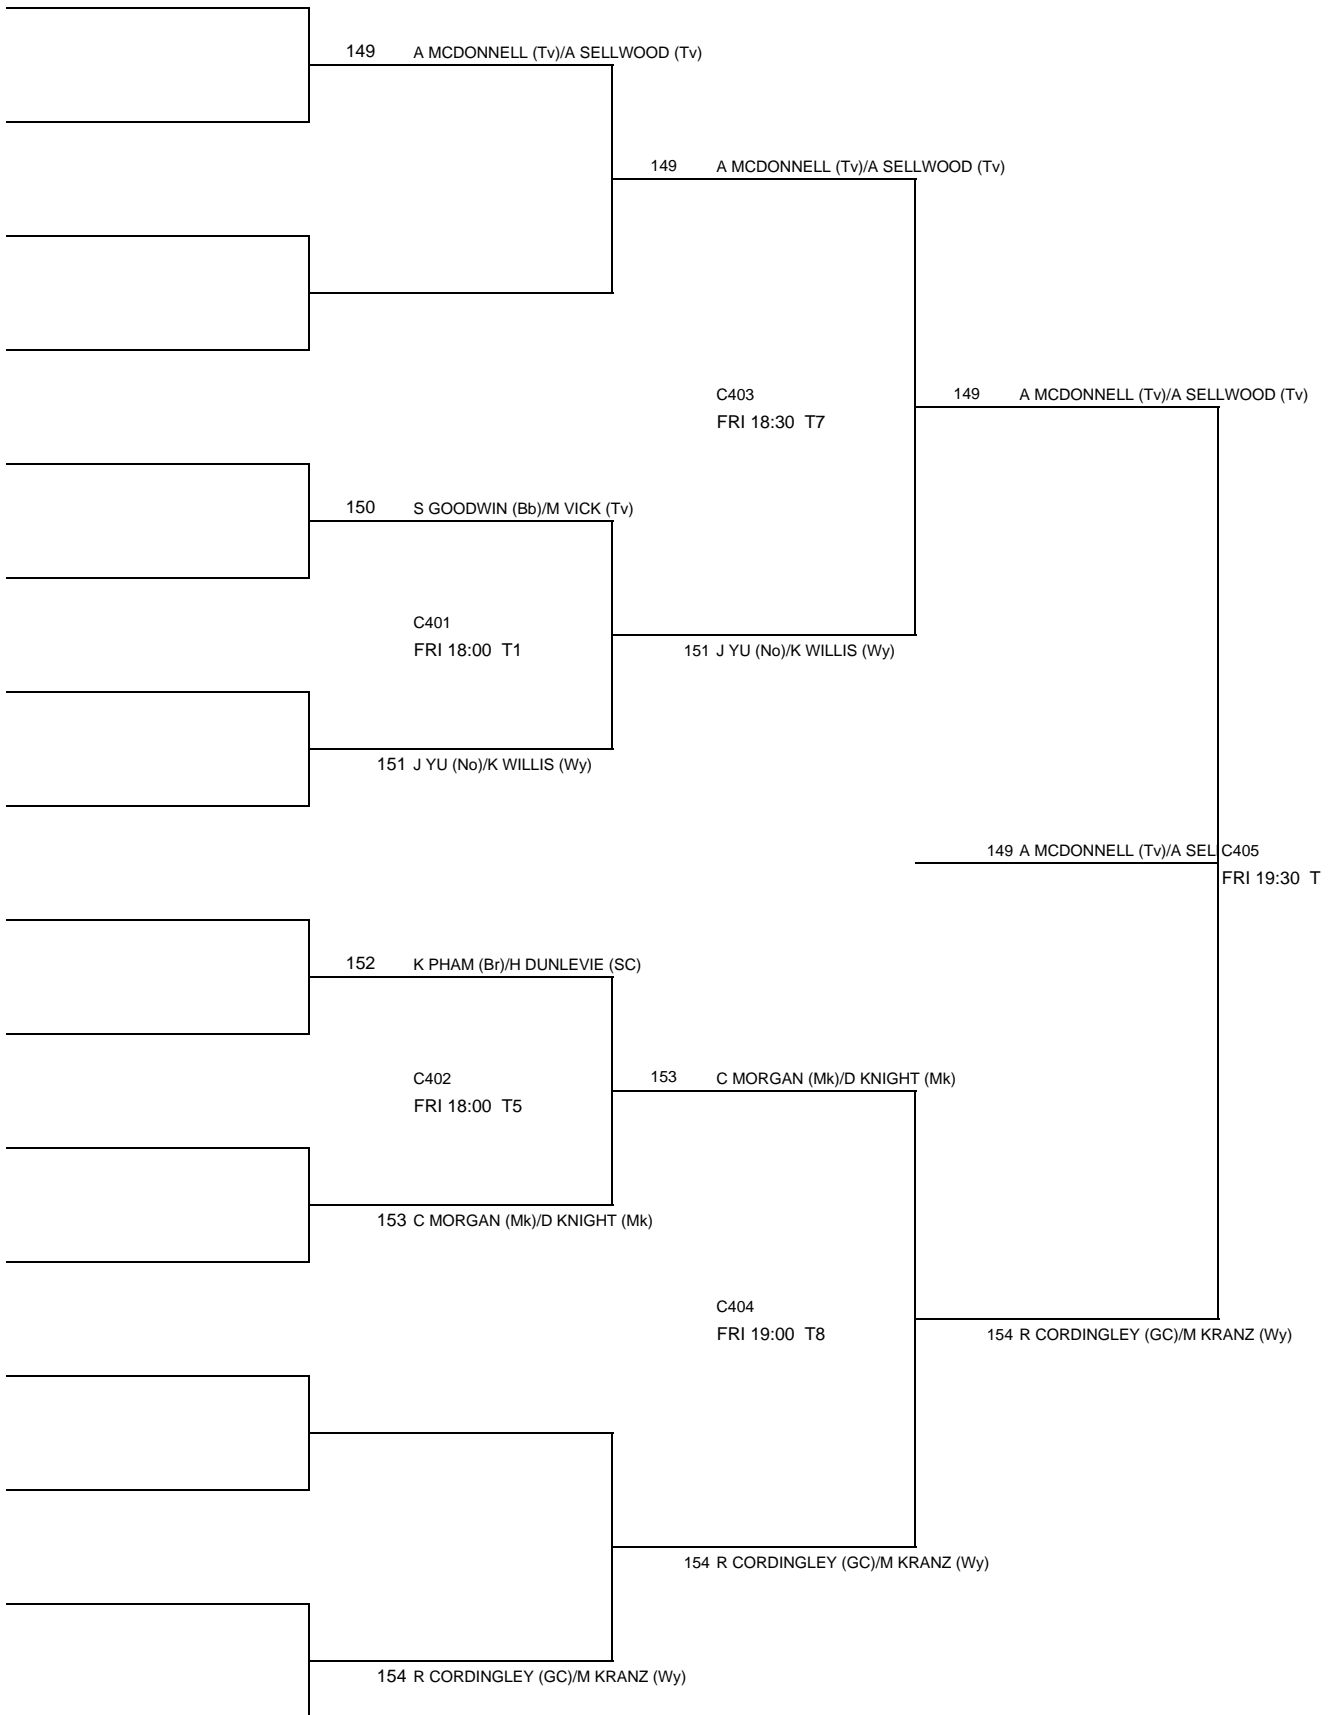 149 A MCDONNELL (Tv)/A SELLWOOD (Tv)
149 A MCDONNELL (Tv)/A SELLWOOD (Tv)
C403
FRI 18:30 T7
149 A MCDONNELL (Tv)/A SELLWOOD (Tv)
150 S GOODWIN (Bb)/M VICK (Tv)
C401
FRI 18:00 T1
151 J YU (No)/K WILLIS (Wy)
151 J YU (No)/K WILLIS (Wy)
149 A MCDONNELL (Tv)/A SEL
C405
FRI 19:30 T
152 K PHAM (Br)/H DUNLEVIE (SC)
C402
FRI 18:00 T5
153 C MORGAN (Mk)/D KNIGHT (Mk)
153 C MORGAN (Mk)/D KNIGHT (Mk)
C404
FRI 19:00 T8
154 R CORDINGLEY (GC)/M KRANZ (Wy)
154 R CORDINGLEY (GC)/M KRANZ (Wy)
154 R CORDINGLEY (GC)/M KRANZ (Wy)